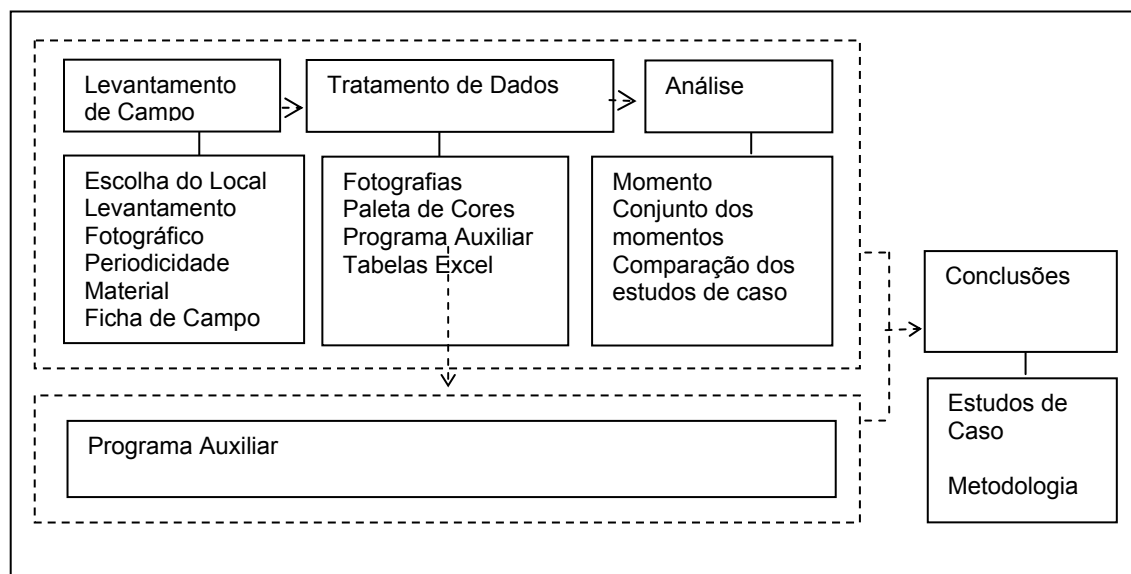 Levantamento
de Campo
Tratamento de Dados
Análise
Escolha do Local
Levantamento
Fotográfico
Periodicidade
Material
Ficha de Campo
Fotografias
Paleta de Cores
Programa Auxiliar
Tabelas Excel
Momento
Conjunto dos
momentos
Comparação dos
estudos de caso
Conclusões
Estudos de
Caso
Metodologia
Programa Auxiliar